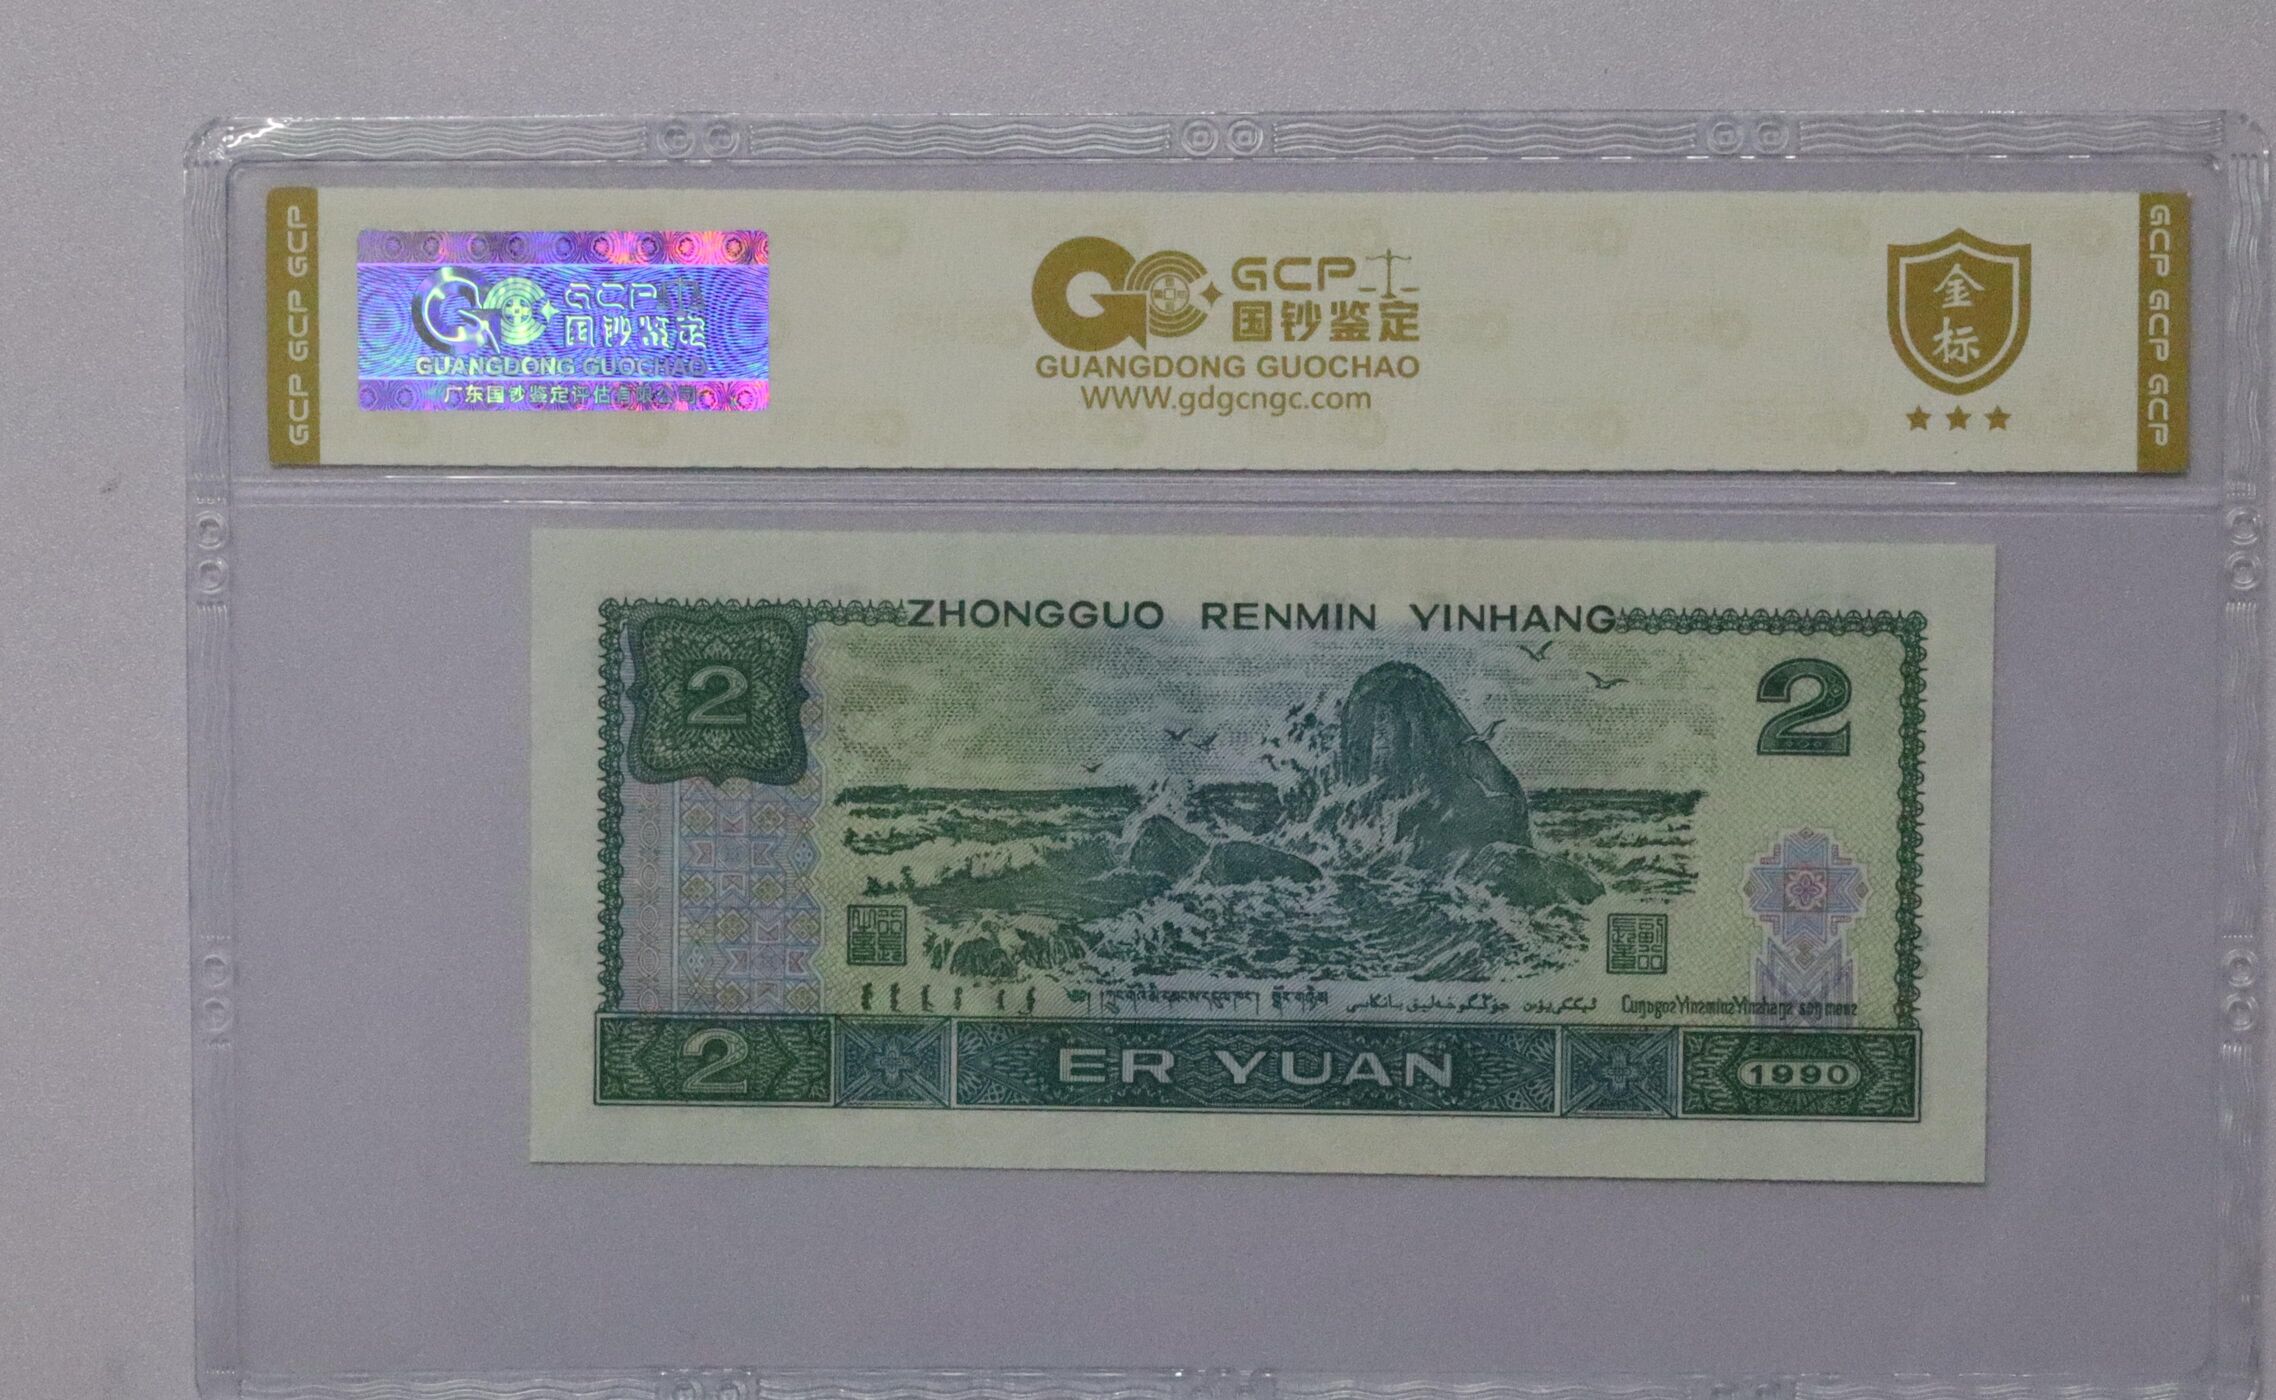 GCP GCP GCP
GCP
国钞鉴定
GUANGDONG GUOCHAO
广东国钞鉴定评估有限公司
GCP
国钞鉴定
GUANGDONG GUOCHAO
WWW.gdgcngc.com
金
标
GCP GCP GCP
ZHONGGUO RENMIN YINHANG
2
2
2
ER YUAN
1990